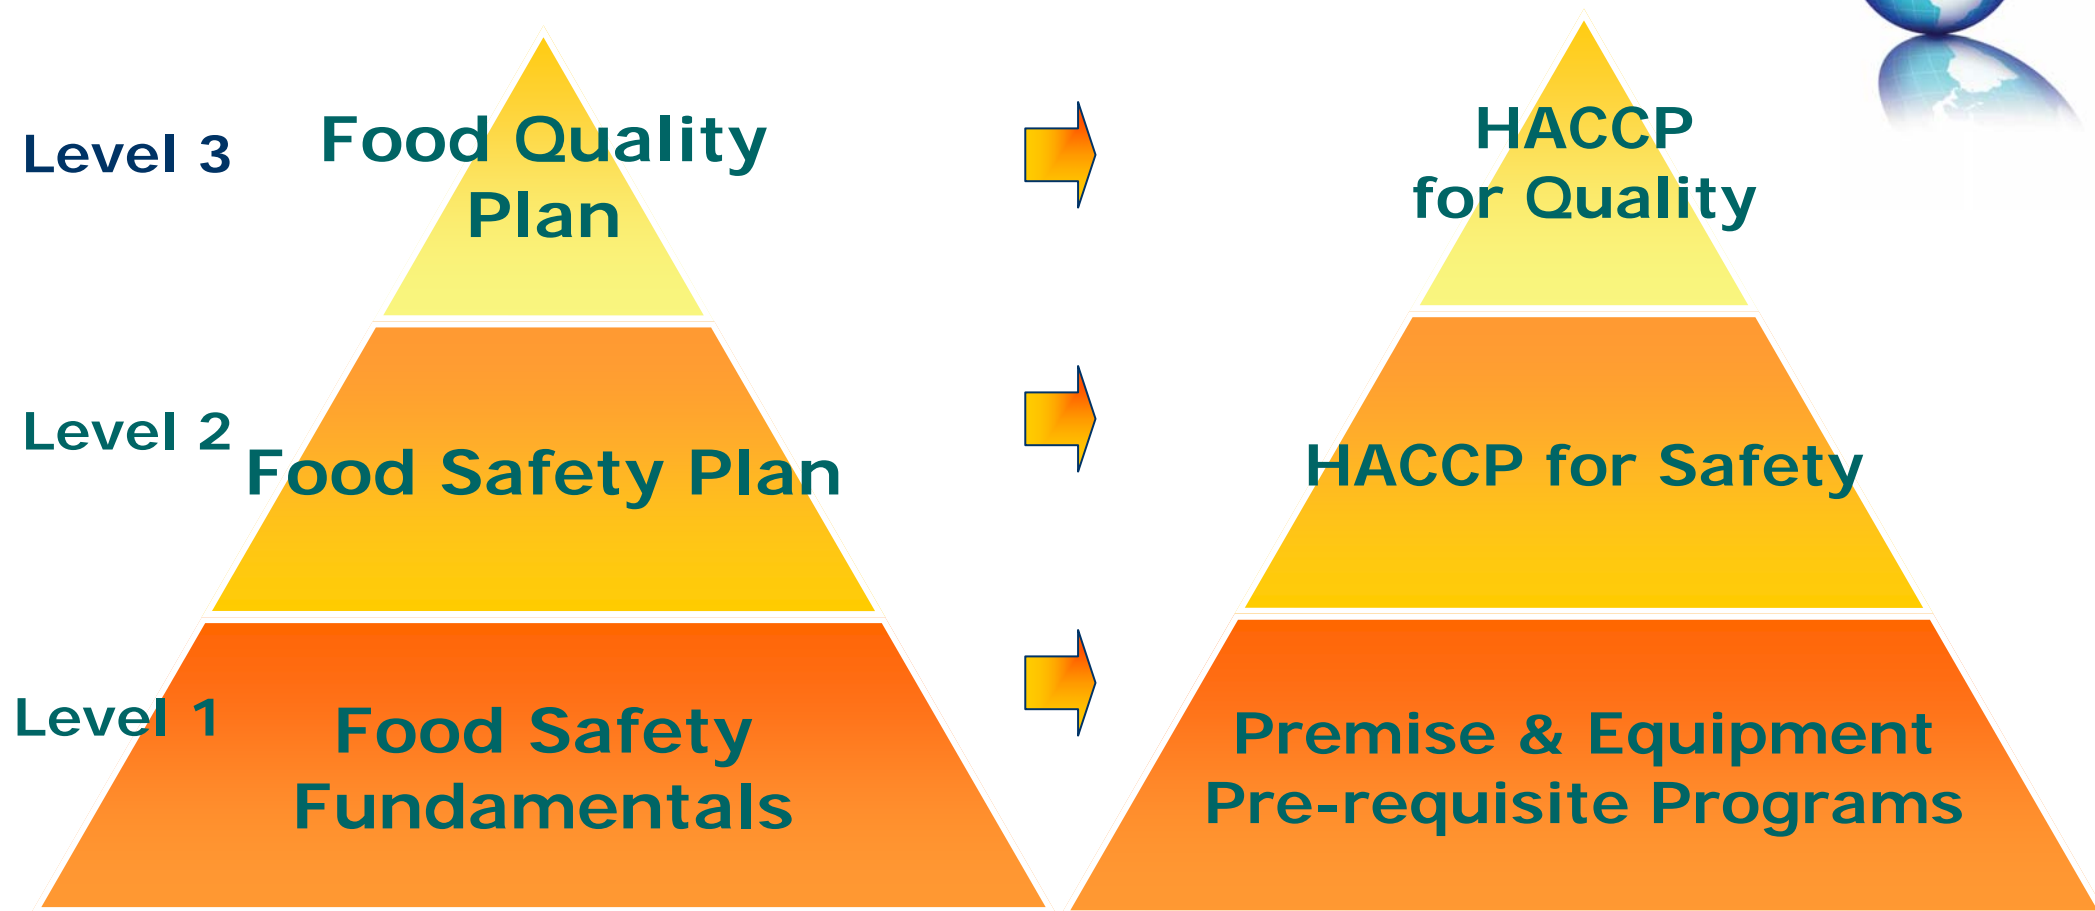 Level 3
Food Quality
Plan
HACCP
for Quality
Level 2
Food Safety Plan
HACCP for Safety
Level 1
Food Safety
Fundamentals
Premise & Equipment
Pre-requisite Programs